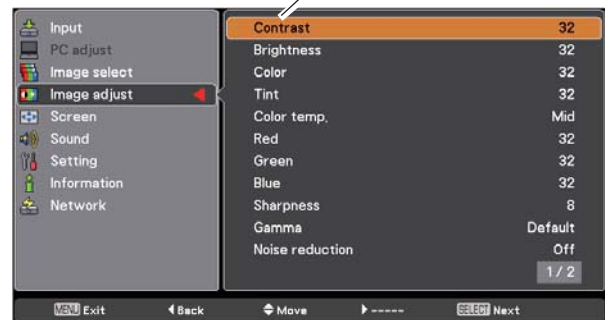 Input
PC adjust
Image select
Image adjust
Screen
Sound
Setting
Information
Network
Contrast 32
Brightness 32
Color 32
Tint 32
Color temp. Mid
Red 32
Green 32
Blue 32
Sharpness 8
Gamma Default
Noise reduction Off
1 / 2
MENU Exit Back Move ----- SELECT Next